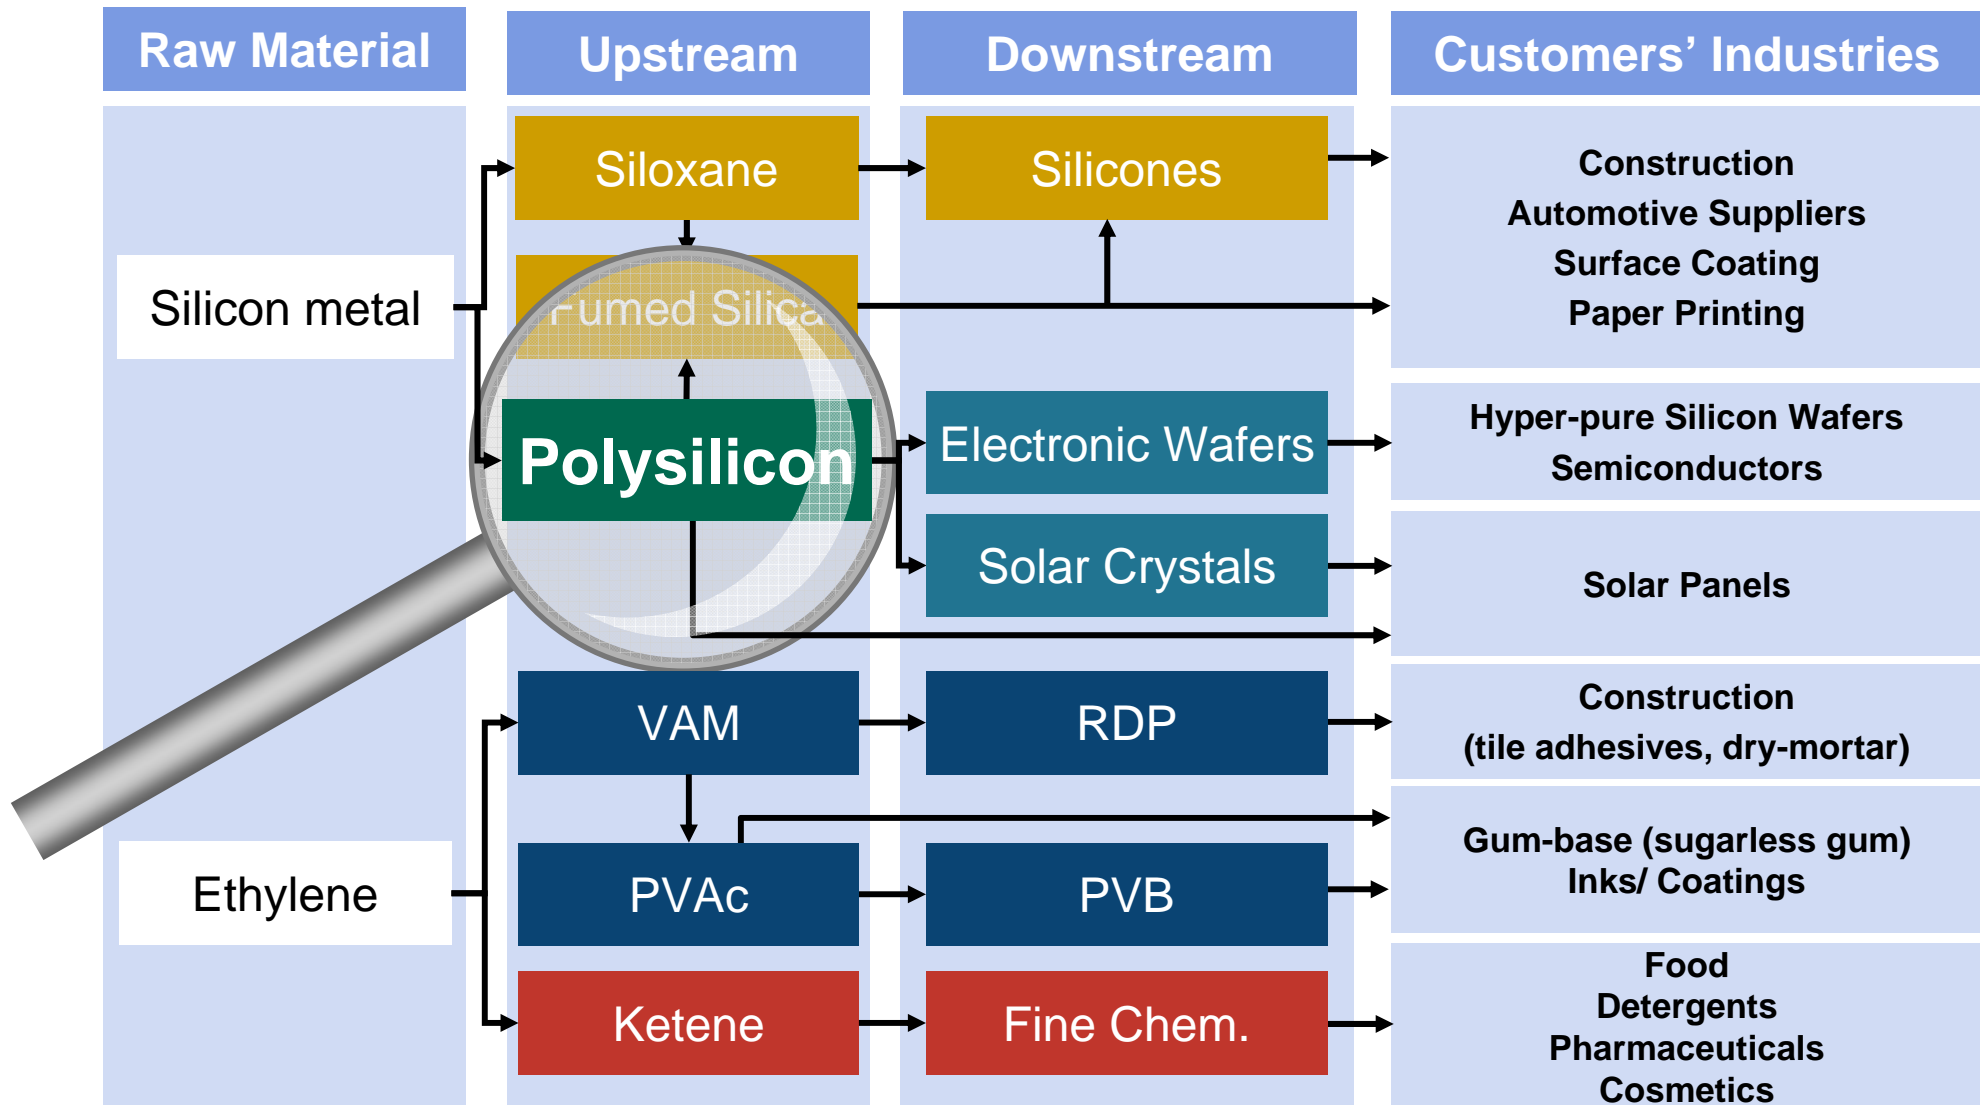 Raw Material
Upstream
Downstream
Customers’ Industries
Siloxane
Silicones
Construction
Automotive Suppliers
Surface Coating
Paper Printing
Silicon metal
Fumed Silica
Polysilicon
Electronic Wafers
Hyper-pure Silicon Wafers
Semiconductors
Solar Crystals
Solar Panels
VAM
RDP
Construction
(tile adhesives, dry-mortar)
Ethylene
PVAc
PVB
Gum-base (sugarless gum)
Inks/ Coatings
Ketene
Fine Chem.
Food
Detergents
Pharmaceuticals
Cosmetics